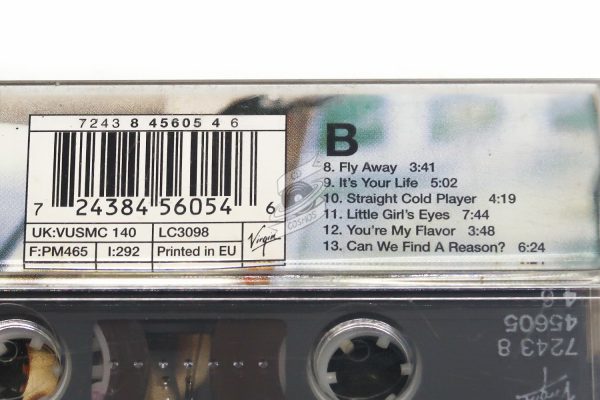 7243 8 45605 4 6
7 24384 56054 6
UK:VUSMC 140 LC3098
F:PM465 I:292 Printed in EU
Virgin
COSMOS
B
8. Fly Away 3:41
9. It's Your Life 5:02
10. Straight Cold Player 4:19
11. Little Girl's Eyes 7:44
12. You're My Flavor 3:48
13. Can We Find A Reason? 6:24
7243 8
45605
4 6
Virgin